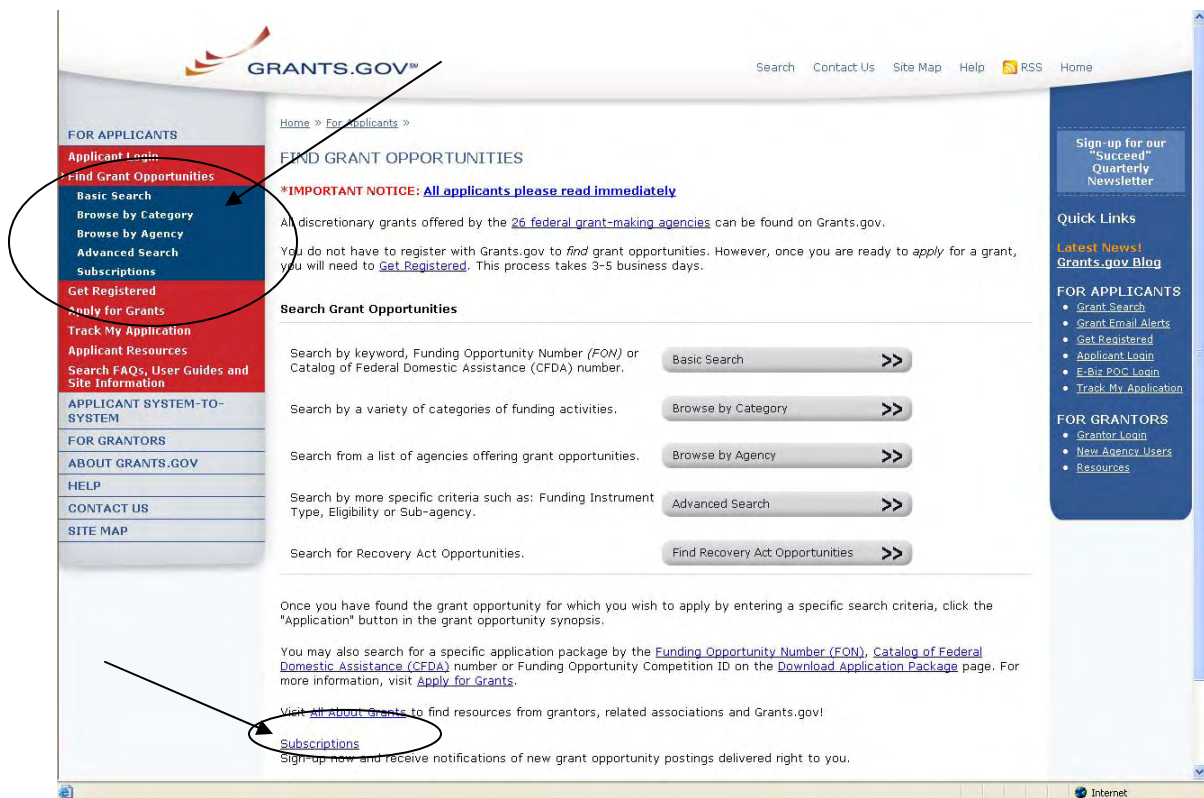 GRANTS.GOV℠
Search Contact Us Site Map Help RSS Home
FOR APPLICANTS
Applicant Login
Find Grant Opportunities
Basic Search
Browse by Category
Browse by Agency
Advanced Search
Subscriptions
Get Registered
Apply for Grants
Track My Application
Applicant Resources
Search FAQs, User Guides and
Site Information
APPLICANT SYSTEM-TO-
SYSTEM
FOR GRANTORS
ABOUT GRANTS.GOV
HELP
CONTACT US
SITE MAP
Home » For Applicants »
FIND GRANT OPPORTUNITIES
*IMPORTANT NOTICE: All applicants please read immediately
All discretionary grants offered by the 26 federal grant-making agencies can be found on Grants.gov.
You do not have to register with Grants.gov to find grant opportunities. However, once you are ready to apply for a grant,
you will need to Get Registered. This process takes 3-5 business days.
Search Grant Opportunities
Search by keyword, Funding Opportunity Number (FON) or
Catalog of Federal Domestic Assistance (CFDA) number.
Basic Search >>
Search by a variety of categories of funding activities.
Browse by Category >>
Search from a list of agencies offering grant opportunities.
Browse by Agency >>
Search by more specific criteria such as: Funding Instrument
Type, Eligibility or Sub-agency.
Advanced Search >>
Search for Recovery Act Opportunities.
Find Recovery Act Opportunities >>
Once you have found the grant opportunity for which you wish to apply by entering a specific search criteria, click the
"Application" button in the grant opportunity synopsis.
You may also search for a specific application package by the Funding Opportunity Number (FON), Catalog of Federal
Domestic Assistance (CFDA) number or Funding Opportunity Competition ID on the Download Application Package page. For
more information, visit Apply for Grants.
Visit All About Grants to find resources from grantors, related associations and Grants.gov!
Subscriptions
Sign-up now and receive notifications of new grant opportunity postings delivered right to you.
Sign-up for our
"Succeed"
Quarterly
Newsletter
Quick Links
Latest News!
Grants.gov Blog
FOR APPLICANTS
Grant Search
Grant Email Alerts
Get Registered
Applicant Login
E-Biz POC Login
Track My Application
FOR GRANTORS
Grantor Login
New Agency Users
Resources
Internet